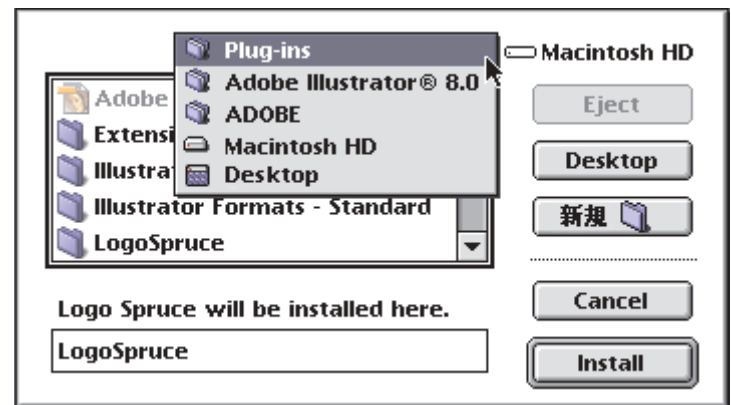 Plug-ins
Adobe Illustrator® 8.0
ADOBE
Macintosh HD
Desktop
Macintosh HD
Adobe
Extensi
Illustra
Illustrator Formats - Standard
LogoSpruce
Eject
Desktop
新規
Logo Spruce will be installed here.
LogoSpruce
Cancel
Install